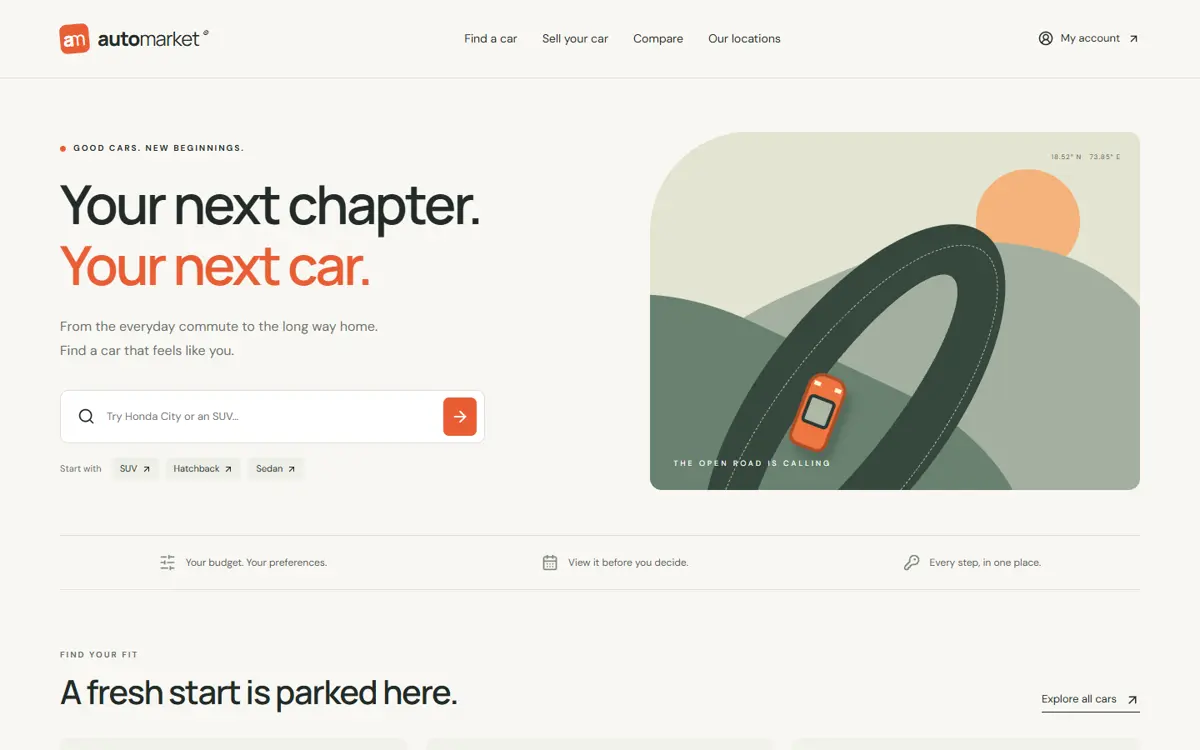 am automarket
Find a car
Sell your car
Compare
Our locations
My account
GOOD CARS. NEW BEGINNINGS.
Your next chapter.
Your next car.
From the everyday commute to the long way home.
Find a car that feels like you.
Try Honda City or an SUV...
Start with
SUV
Hatchback
Sedan
18.52° N 73.85° E
THE OPEN ROAD IS CALLING
Your budget. Your preferences.
View it before you decide.
Every step, in one place.
FIND YOUR FIT
A fresh start is parked here.
Explore all cars